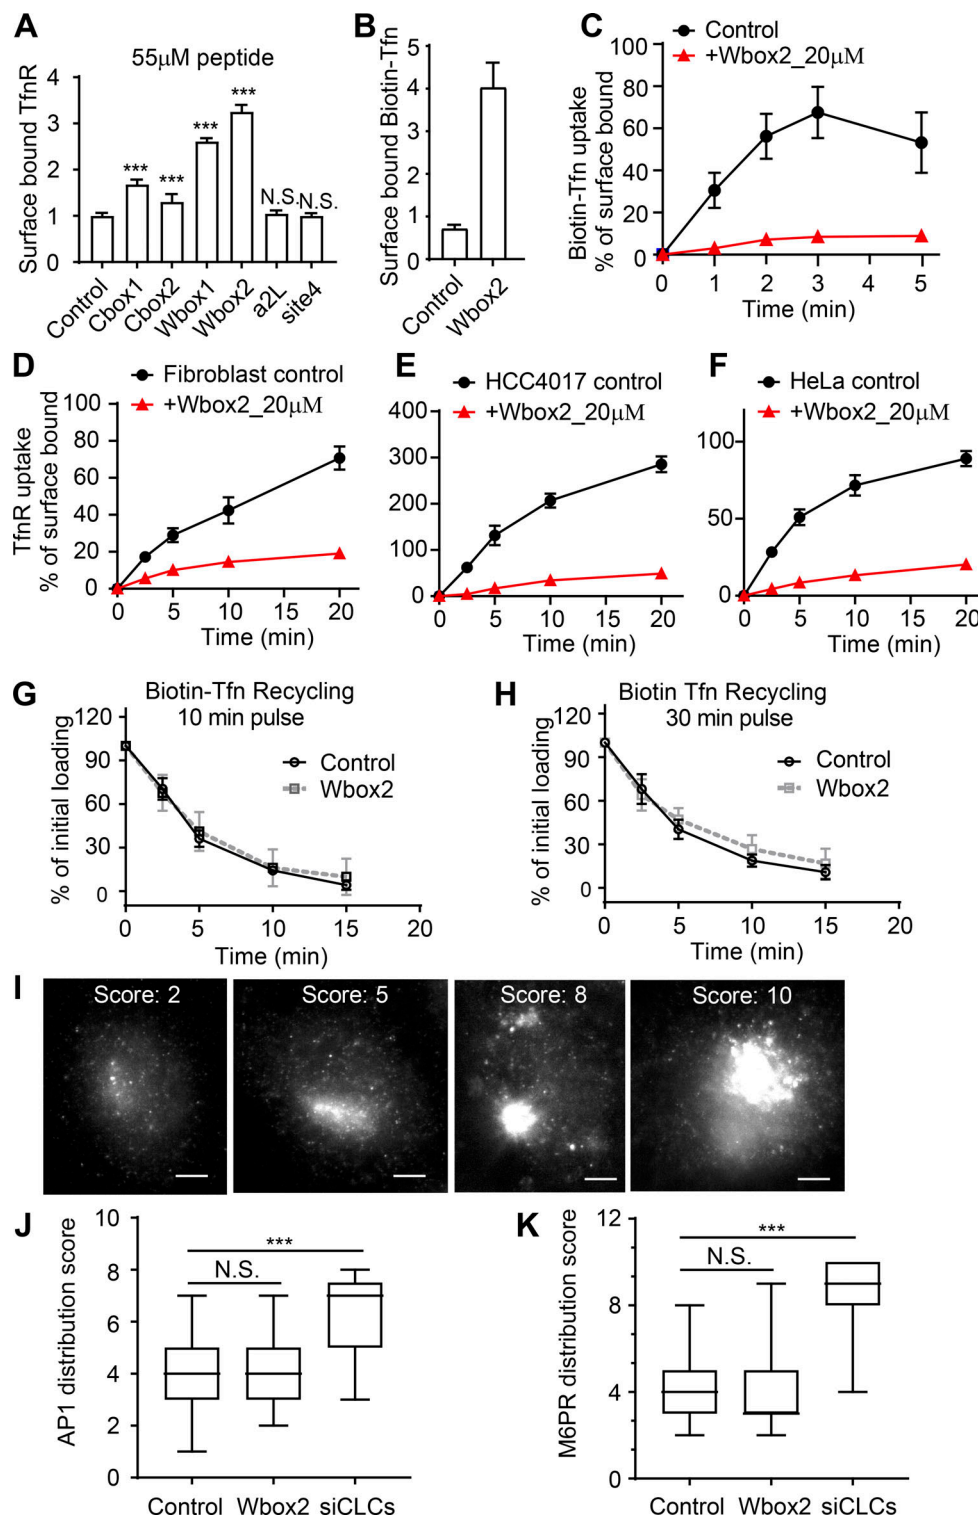 A
55µM peptide
Surface bound TfnR
4
3
2
1
0
*** *** *** *** N.S. N.S.
Control Cbox1 Cbox2 Wbox1 Wbox2 a2L site4
B
Surface bound Biotin-Tfn
5
4
3
2
1
0
Control Wbox2
C
Control
+Wbox2_20µM
Biotin-Tfn uptake
% of surface bound
100
80
60
40
20
0
0 1 2 3 5
Time (min)
D
Fibroblast control
+Wbox2_20µM
TfnR uptake
% of surface bound
100
80
60
40
20
0
0 5 10 15 20
Time (min)
E
HCC4017 control
+Wbox2_20µM
400
300
200
100
0
0 5 10 15 20
Time (min)
F
HeLa control
+Wbox2_20µM
100
50
0
0 5 10 15 20
Time (min)
G
Biotin-Tfn Recycling
10 min pulse
Control
Wbox2
% of initial loading
120
90
60
30
0
0 5 10 15 20
Time (min)
H
Biotin Tfn Recycling
30 min pulse
Control
Wbox2
% of initial loading
120
90
60
30
0
0 5 10 15 20
Time (min)
I
Score: 2
Score: 5
Score: 8
Score: 10
J
AP1 distribution score
10
8
6
4
2
0
***
N.S.
Control Wbox2 siCLCs
K
M6PR distribution score
12
8
4
0
***
N.S.
Control Wbox2 siCLCs